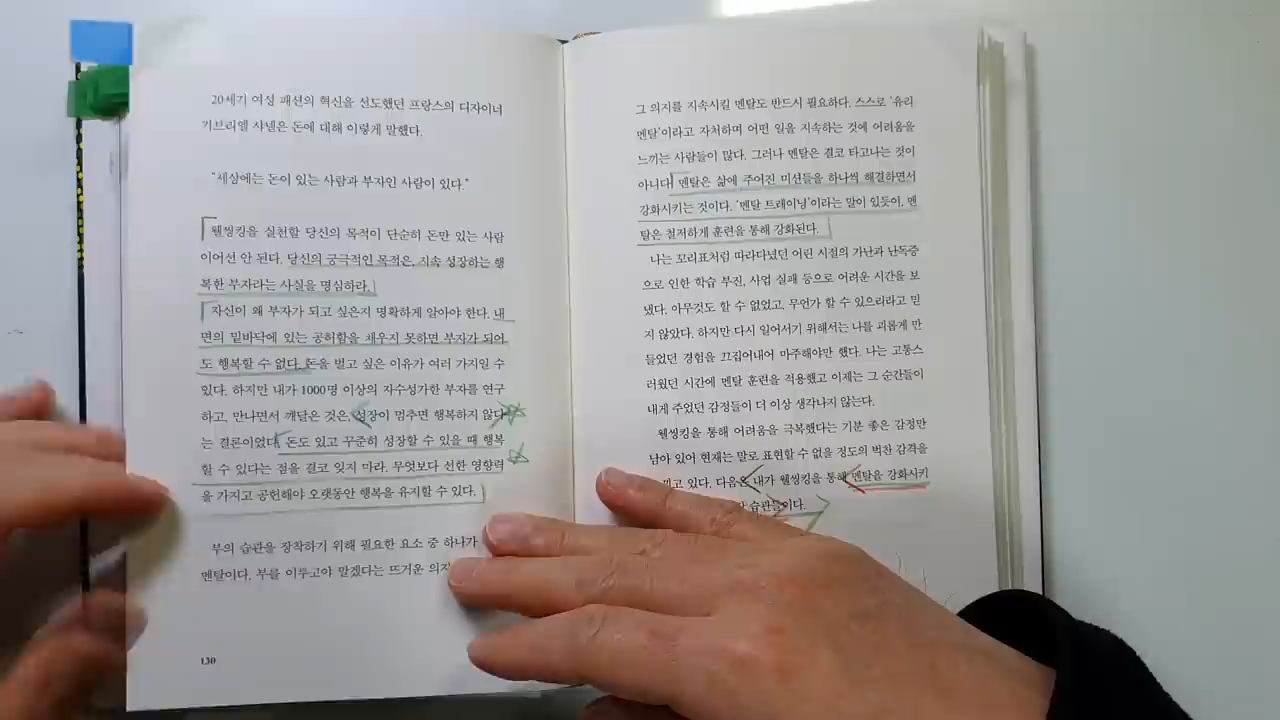 20세기 여성 패션의 혁신을 선도했던 프랑스의 디자이너
가브리엘 샤넬은 돈에 대해 이렇게 말했다.
"세상에는 돈이 있는 사람과 부자인 사람이 있다."
웰씽킹을 실천할 당신의 목적이 단순히 돈만 있는 사람
이어선 안 된다. 당신의 궁극적인 목적은, 지속 성장하는 행
복한 부자라는 사실을 명심하라.
자신이 왜 부자가 되고 싶은지 명확하게 알아야 한다. 내
면의 밑바닥에 있는 공허함을 채우지 못하면 부자가 되어
도 행복할 수 없다. 돈을 벌고 싶은 이유가 여러 가지일 수
있다. 하지만 내가 1000명 이상의 자수성가한 부자를 연구
하고, 만나면서 깨달은 것은, 성장이 멈추면 행복하지 않다
는 결론이었다. 돈도 있고 꾸준히 성장할 수 있을 때 행복
할 수 있다는 점을 결코 잊지 마라. 무엇보다 선한 영향력
을 가지고 공헌해야 오랫동안 행복을 유지할 수 있다.
부의 습관을 장착하기 위해 필요한 요소 중 하나가
멘탈이다. 부를 이루고야 말겠다는 뜨거운 의지
130
그 의지를 지속시킬 멘탈도 반드시 필요하다. 스스로 '유리
멘탈'이라고 자처하며 어떤 일을 지속하는 것에 어려움을
느끼는 사람들이 많다. 그러나 멘탈은 결코 타고나는 것이
아니다. 멘탈은 삶에 주어진 미션들을 하나씩 해결하면서
강화시키는 것이다. '멘탈 트레이닝'이라는 말이 있듯이, 멘
탈은 철저하게 훈련을 통해 강화된다.
나는 꼬리표처럼 따라다녔던 어린 시절의 가난과 난독증
으로 인한 학습 부진, 사업 실패 등으로 어려운 시간을 보
냈다. 아무것도 할 수 없었고, 무언가 할 수 있으리라고 믿
지 않았다. 하지만 다시 일어서기 위해서는 나를 괴롭게 만
들었던 경험을 끄집어내어 마주해야만 했다. 나는 고통스
러웠던 시간에 멘탈 훈련을 적용했고 이제는 그 순간들이
내게 주었던 감정들이 더 이상 생각나지 않는다.
웰씽킹을 통해 어려움을 극복했다는 기분 좋은 감정만
남아 있어 현재는 말로 표현할 수 없을 정도의 벅찬 감격을
끼고 있다. 다음은 내가 웰씽킹을 통해 멘탈을 강화시키
습관들이다.